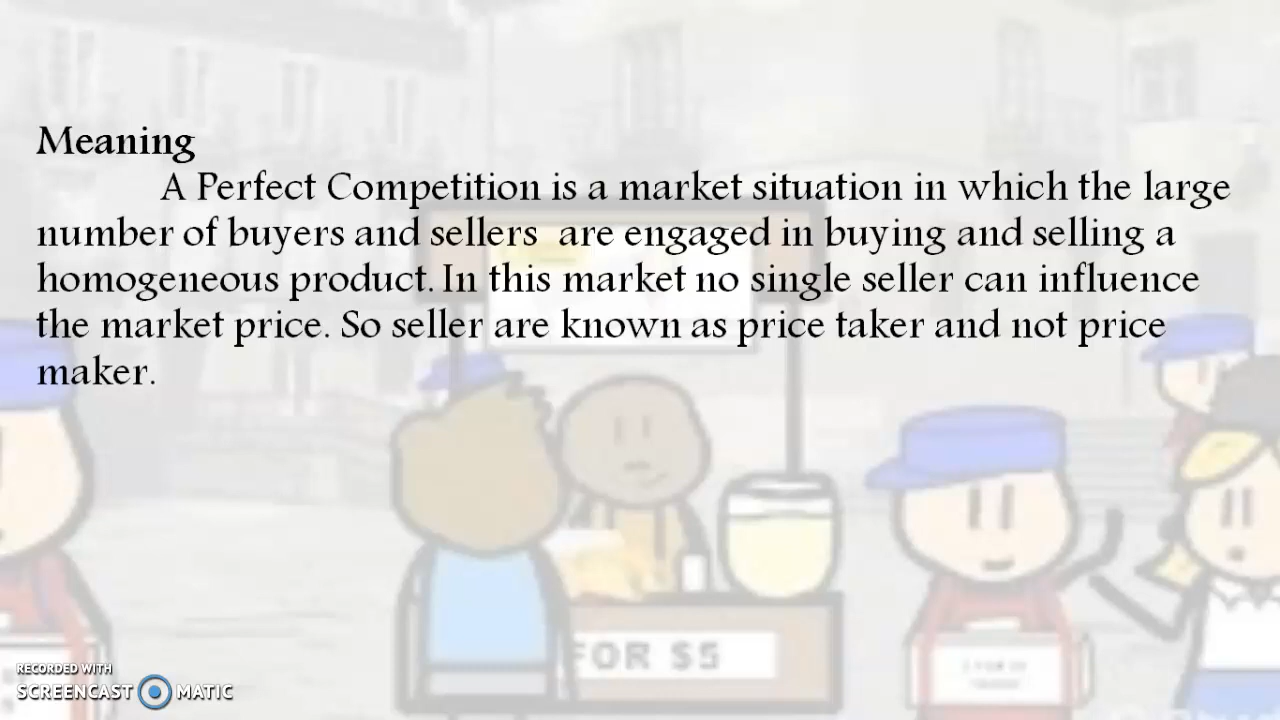 Meaning
A Perfect Competition is a market situation in which the large
number of buyers and sellers are engaged in buying and selling a
homogeneous product. In this market no single seller can influence
the market price. So seller are known as price taker and not price
maker.
FOR $5
RECORDED WITH
SCREENCAST MATIC